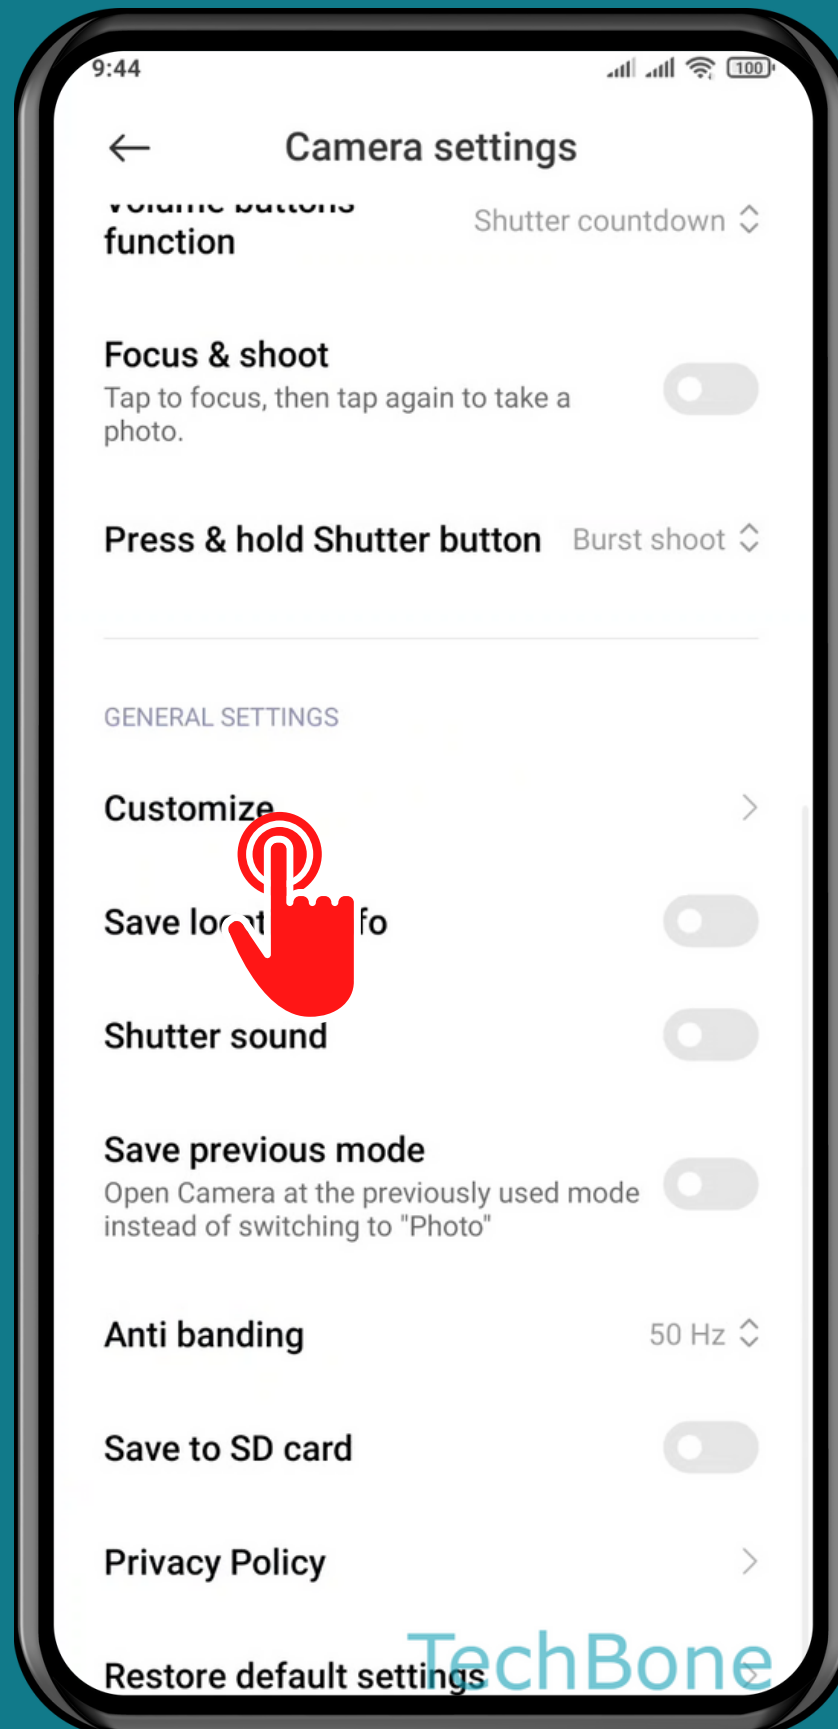 9:44
100
Camera settings
Volume buttons
function
Shutter countdown
Focus & shoot
Tap to focus, then tap again to take a
photo.
Press & hold Shutter button
Burst shoot
GENERAL SETTINGS
Customize
Save
fo
Shutter sound
Save previous mode
Open Camera at the previously used mode
instead of switching to "Photo"
Anti banding
50 Hz
Save to SD card
Privacy Policy
Restore default settings
TechBone